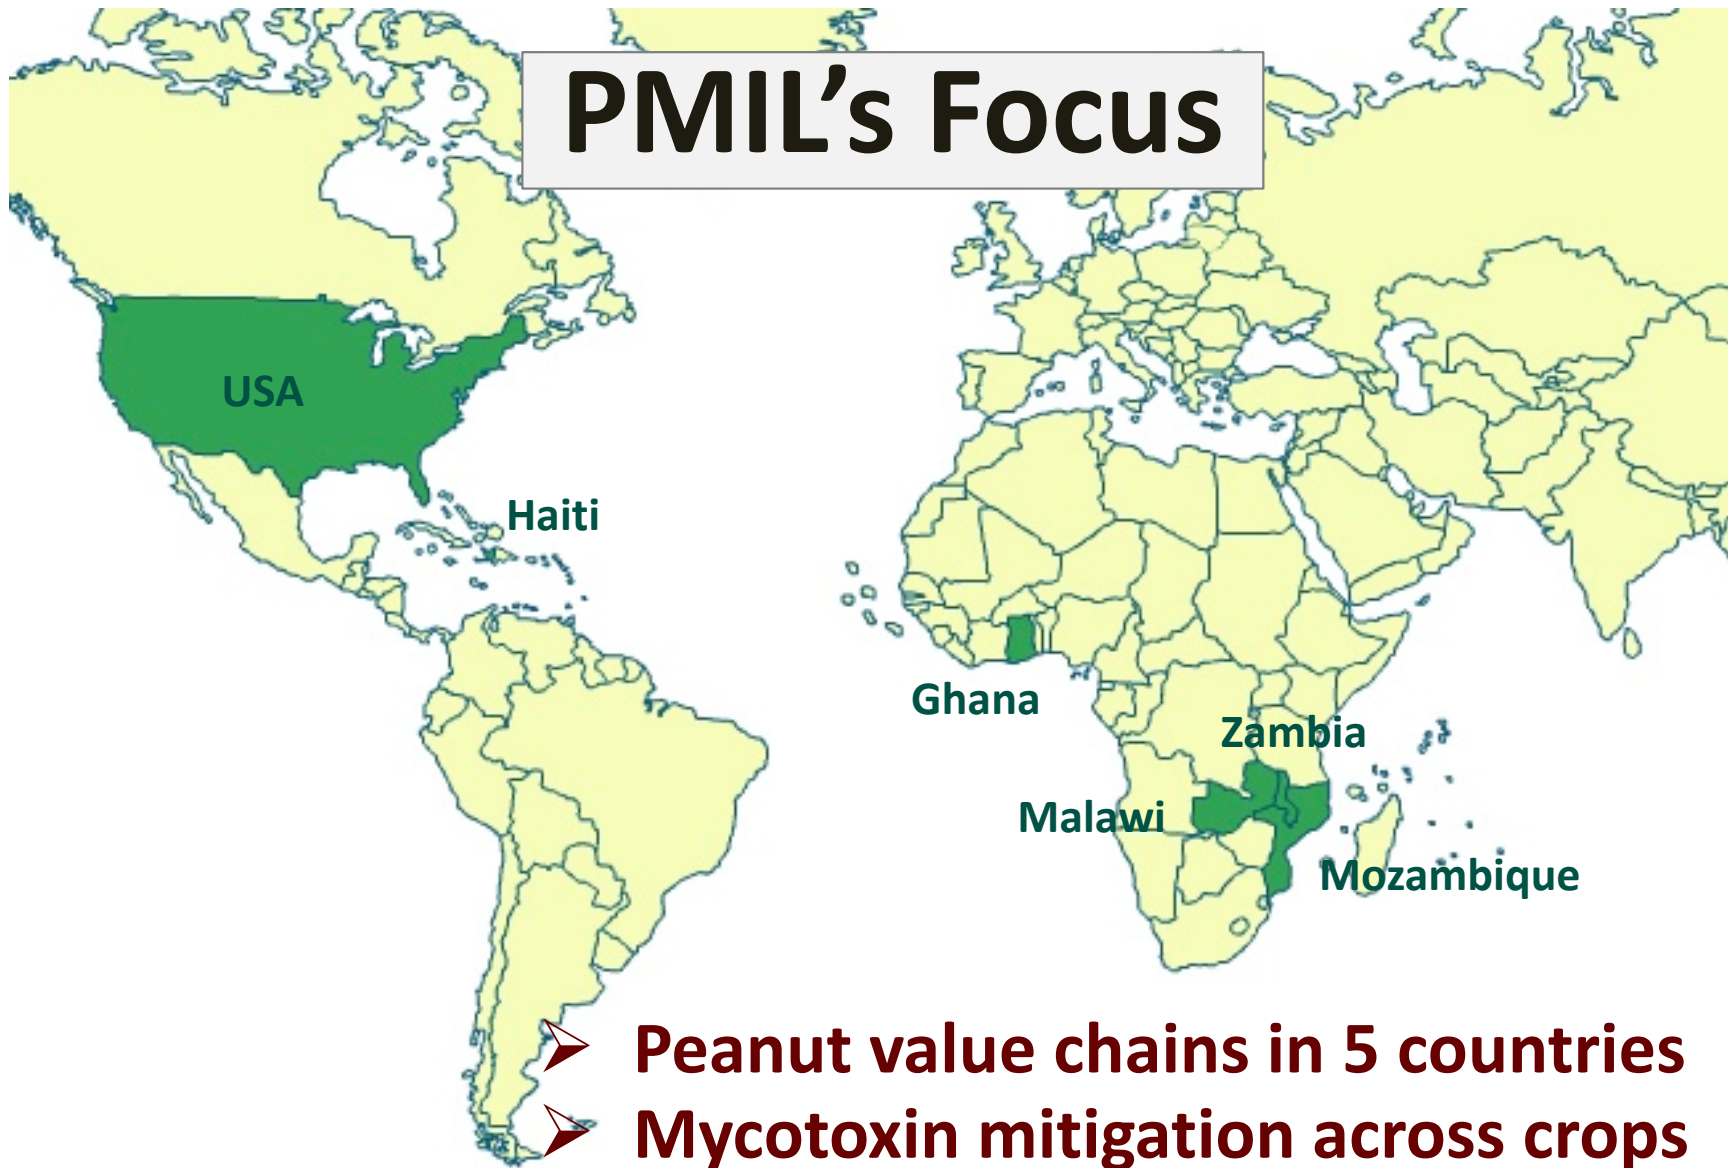 PMIL’s Focus
USA
Haiti
Ghana
Zambia
Malawi
Mozambique
➢ Peanut value chains in 5 countries
➢ Mycotoxin mitigation across crops